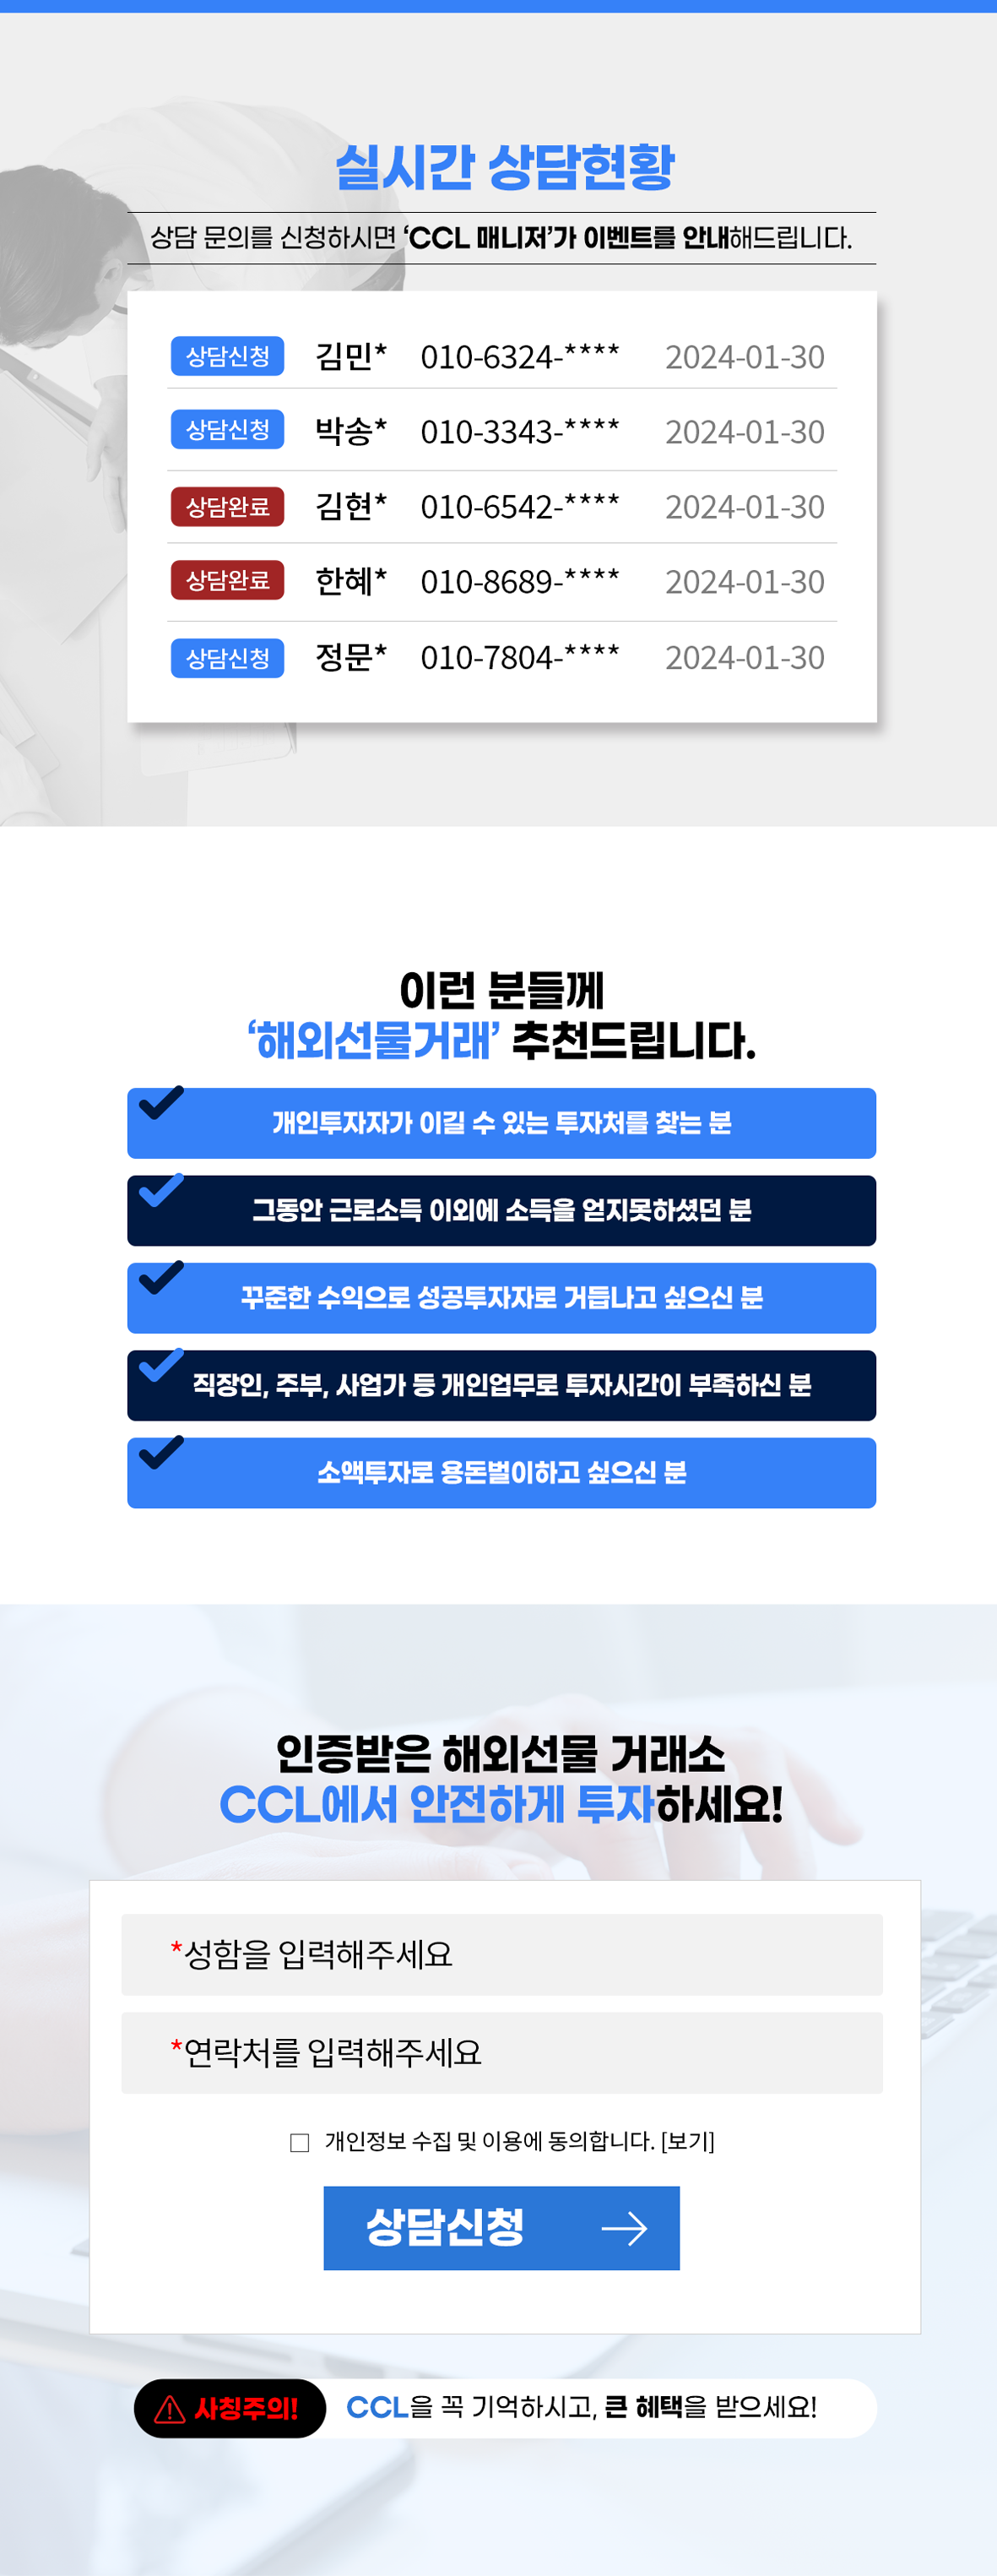 실시간 상담현황
상담 문의를 신청하시면 ‘CCL 매니저’가 이벤트를 안내해드립니다.
상담신청 김민* 010-6324-**** 2024-01-30
상담신청 박송* 010-3343-**** 2024-01-30
상담완료 김현* 010-6542-**** 2024-01-30
상담완료 한혜* 010-8689-**** 2024-01-30
상담신청 정문* 010-7804-**** 2024-01-30
이런 분들께
‘해외선물거래’ 추천드립니다.
개인투자자가 이길 수 있는 투자처를 찾는 분
그동안 근로소득 이외에 소득을 얻지못하셨던 분
꾸준한 수익으로 성공투자자로 거듭나고 싶으신 분
직장인, 주부, 사업가 등 개인업무로 투자시간이 부족하신 분
소액투자로 용돈벌이하고 싶으신 분
인증받은 해외선물 거래소
CCL에서 안전하게 투자하세요!
*성함을 입력해주세요
*연락처를 입력해주세요
개인정보 수집 및 이용에 동의합니다. [보기]
상담신청
사칭주의! CCL을 꼭 기억하시고, 큰 혜택을 받으세요!